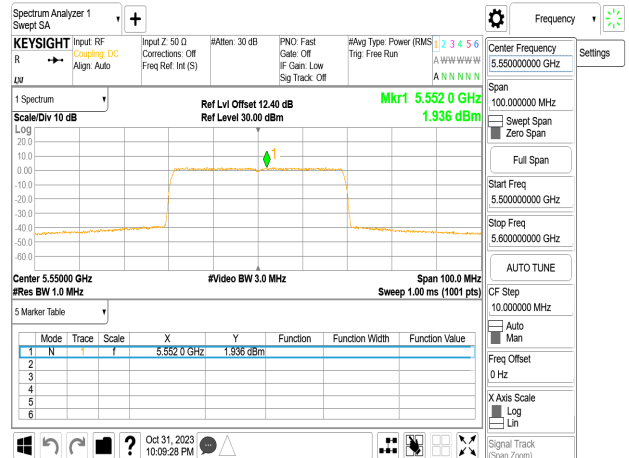 Spectrum Analyzer 1
Swept SA
KEYSIGHT
R
Input: RF
Coupling: DC
Align: Auto
Input Z: 50 Ω
Corrections: Off
Freq Ref: Int (S)
#Atten: 30 dB
PNO: Fast
Gate: Off
IF Gain: Low
Sig Track: Off
#Avg Type: Power (RMS
Trig: Free Run
1 2 3 4 5 6
A W W W W W
A N N N N N
LXI
1 Spectrum
Scale/Div 10 dB
Ref Lvl Offset 12.40 dB
Ref Level 30.00 dBm
Mkr1 5.552 0 GHz
1.936 dBm
Log
20.0
10.0
0.00
-10.0
-20.0
-30.0
-40.0
-50.0
-60.0
1
Center 5.55000 GHz
#Res BW 1.0 MHz
#Video BW 3.0 MHz
Span 100.0 MHz
Sweep 1.00 ms (1001 pts)
5 Marker Table
Mode Trace Scale X Y Function Function Width Function Value
1 N 1 f 5.552 0 GHz 1.936 dBm
2
3
4
5
6
?
Oct 31, 2023
10:09:28 PM
Frequency
Settings
Center Frequency
5.550000000 GHz
Span
100.000000 MHz
Swept Span
Zero Span
Full Span
Start Freq
5.500000000 GHz
Stop Freq
5.600000000 GHz
AUTO TUNE
CF Step
10.000000 MHz
Auto
Man
Freq Offset
0 Hz
X Axis Scale
Log
Lin
Signal Track
(Span Zoom)